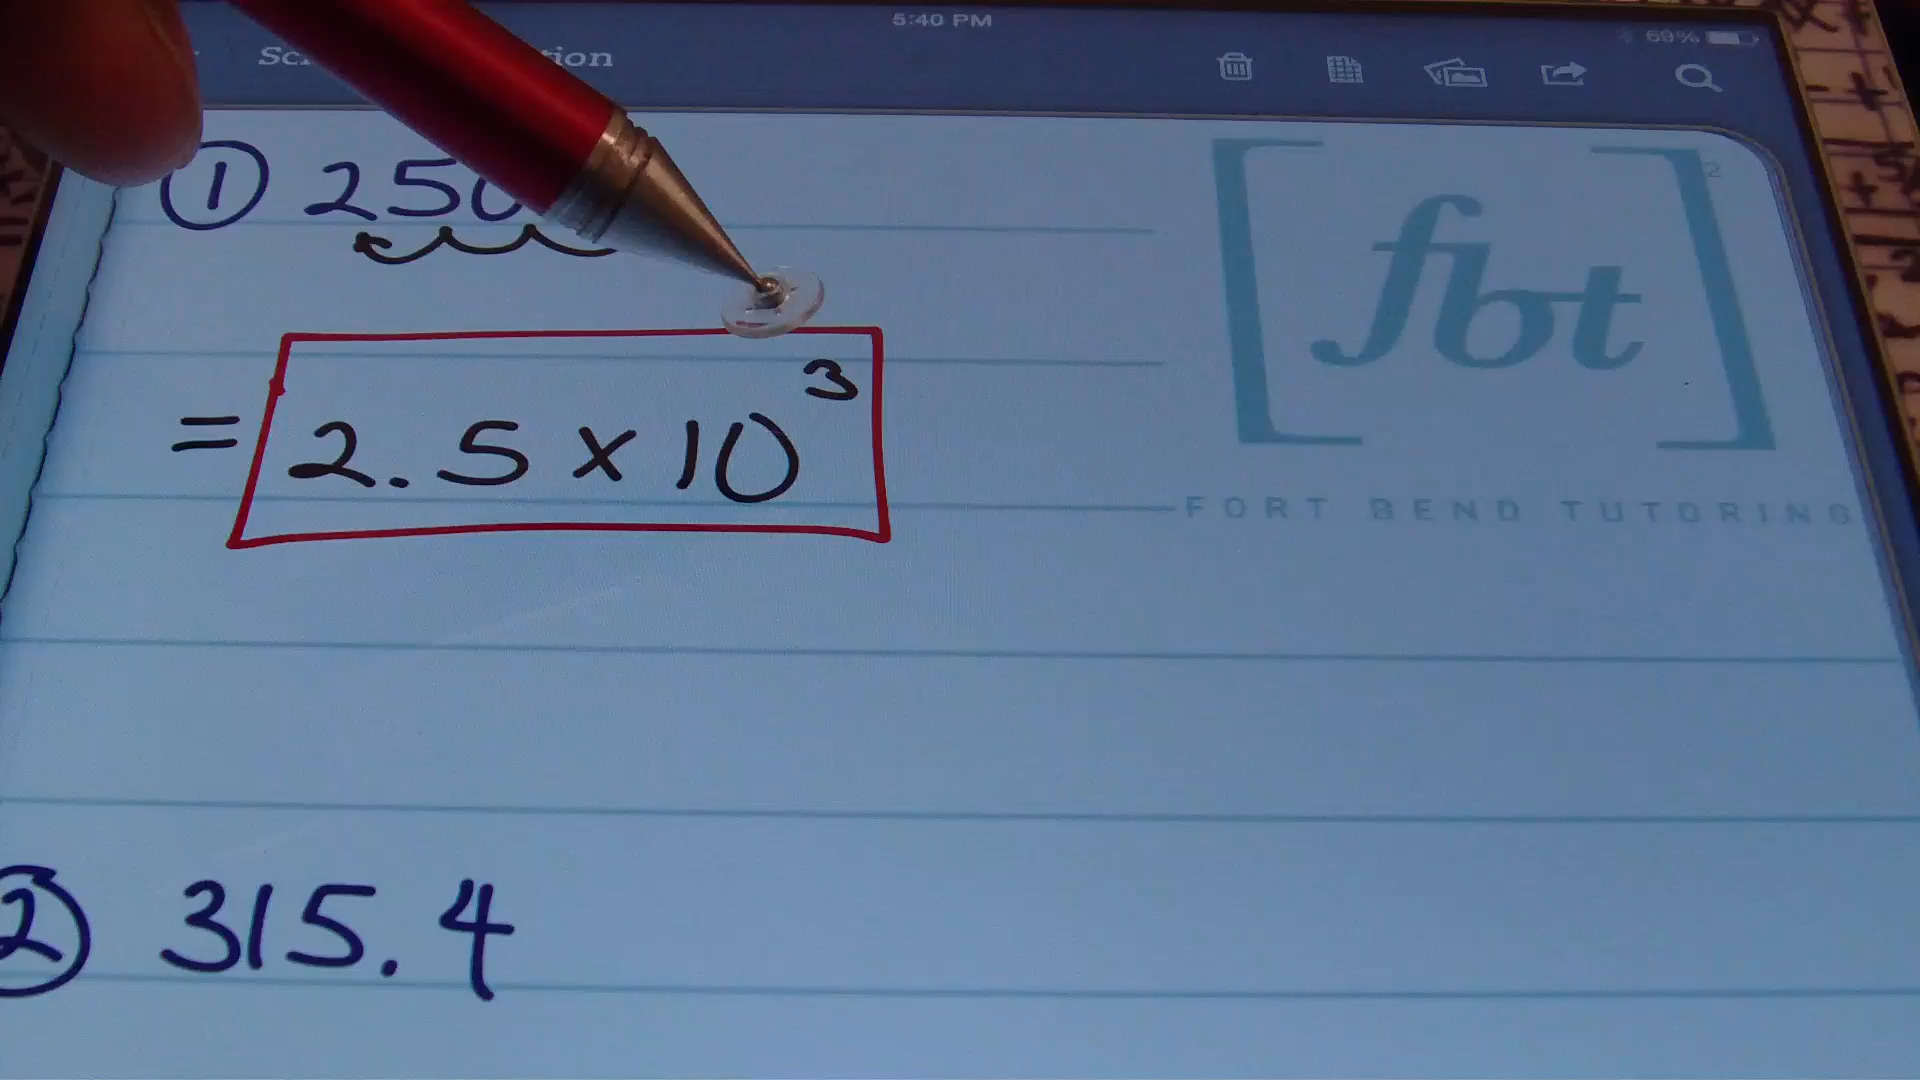 5:40 PM
69%
① 250
= 2.5 x 10³
fbt
FORT BEND TUTORING
② 315.4